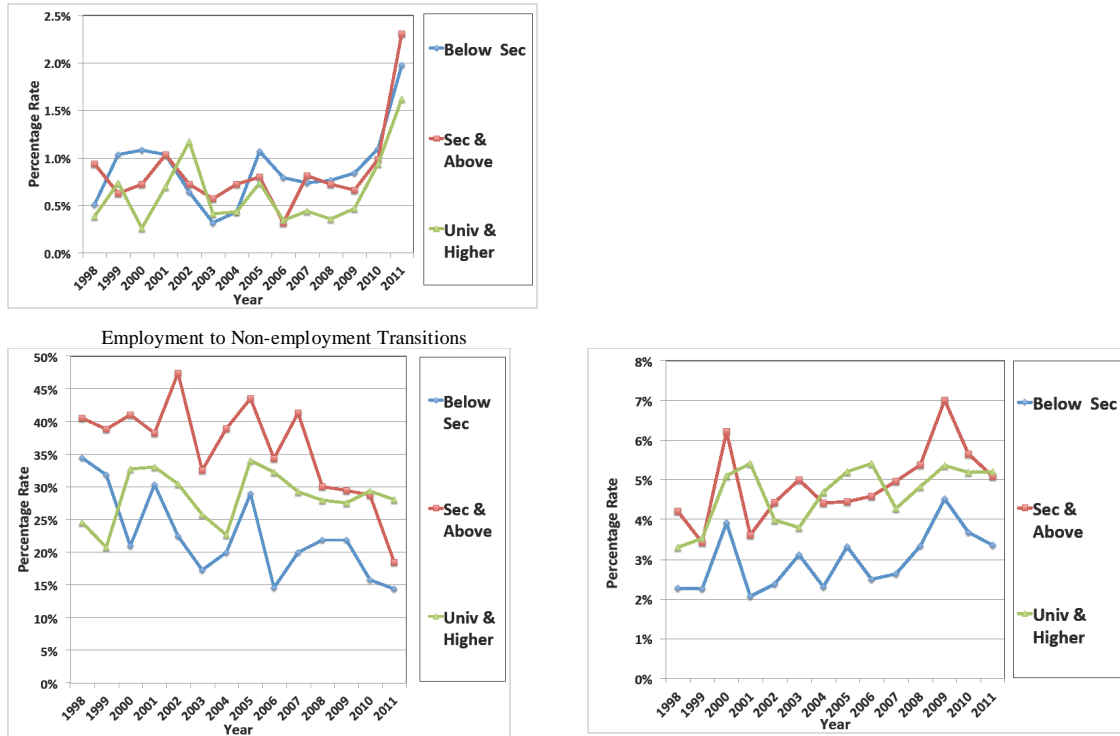 2.5%
2.0%
1.5%
1.0%
0.5%
0.0%
Percentage Rate
1998 1999 2000 2001 2002 2003 2004 2005 2006 2007 2008 2009 2010 2011
Year
Below Sec
Sec &
Above
Univ &
Higher
Employment to Non-employment Transitions
50%
45%
40%
35%
30%
25%
20%
15%
10%
5%
0%
Percentage Rate
1998 1999 2000 2001 2002 2003 2004 2005 2006 2007 2008 2009 2010 2011
Year
Below
Sec
Sec &
Above
Univ &
Higher
8%
7%
6%
5%
4%
3%
2%
1%
0%
Percentage Rate
1998 1999 2000 2001 2002 2003 2004 2005 2006 2007 2008 2009 2010 2011
Year
Below Sec
Sec &
Above
Univ &
Higher